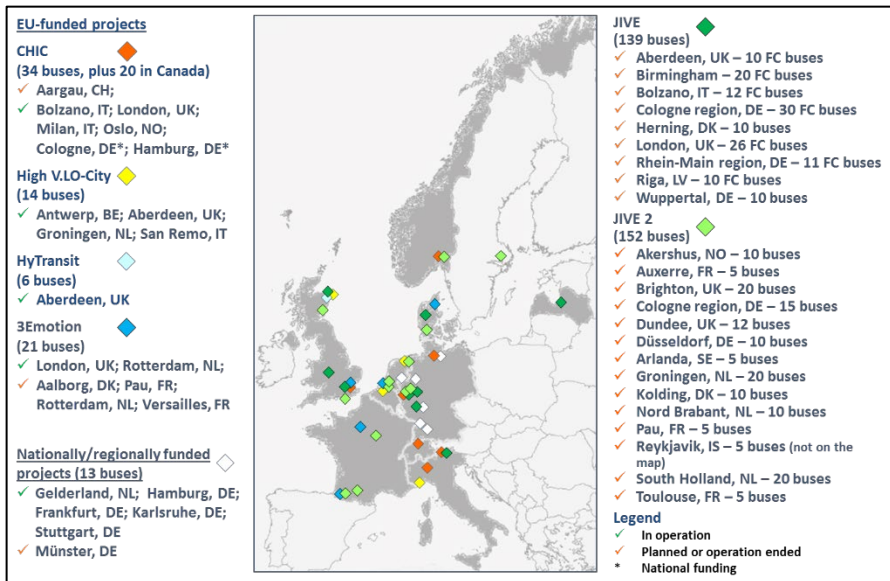 EU-funded projects
CHIC
(34 buses, plus 20 in Canada)
✓ Aargau, CH;
✓ Bolzano, IT; London, UK;
Milan, IT; Oslo, NO;
Cologne, DE*; Hamburg, DE*
High V.LO-City
(14 buses)
✓ Antwerp, BE; Aberdeen, UK;
Groningen, NL; San Remo, IT
HyTransit
(6 buses)
✓ Aberdeen, UK
3Emotion
(21 buses)
✓ London, UK; Rotterdam, NL;
✓ Aalborg, DK; Pau, FR;
Rotterdam, NL; Versailles, FR
Nationally/regionally funded
projects (13 buses)
✓ Gelderland, NL; Hamburg, DE;
Frankfurt, DE; Karlsruhe, DE;
Stuttgart, DE
✓ Münster, DE
JIVE
(139 buses)
✓ Aberdeen, UK – 10 FC buses
✓ Birmingham – 20 FC buses
✓ Bolzano, IT – 12 FC buses
✓ Cologne region, DE – 30 FC buses
✓ Herning, DK – 10 buses
✓ London, UK – 26 FC buses
✓ Rhein-Main region, DE – 11 FC buses
✓ Riga, LV – 10 FC buses
✓ Wuppertal, DE – 10 buses
JIVE 2
(152 buses)
✓ Akershus, NO – 10 buses
✓ Auxerre, FR – 5 buses
✓ Brighton, UK – 20 buses
✓ Cologne region, DE – 15 buses
✓ Dundee, UK – 12 buses
✓ Düsseldorf, DE – 10 buses
✓ Arlanda, SE – 5 buses
✓ Groningen, NL – 20 buses
✓ Kolding, DK – 10 buses
✓ Nord Brabant, NL – 10 buses
✓ Pau, FR – 5 buses
✓ Reykjavik, IS – 5 buses (not on the
map)
✓ South Holland, NL – 20 buses
✓ Toulouse, FR – 5 buses
Legend
✓ In operation
✓ Planned or operation ended
* National funding